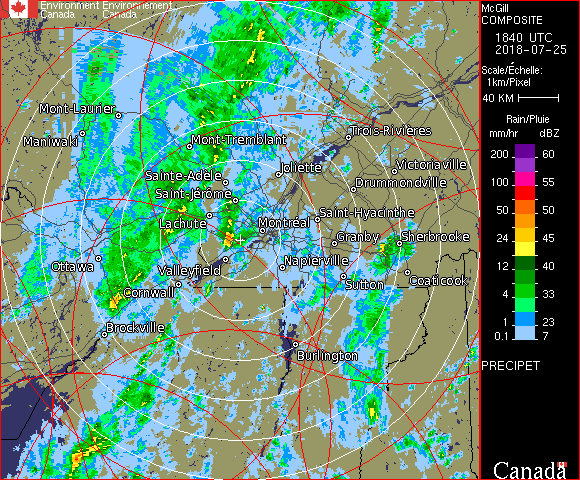 Environment Environnement
Canada Canada
McGill
COMPOSITE
1840 UTC
2018-07-25
Scale/Échelle:
1km/Pixel
40 KM
Rain/Pluie
mm/hr dBZ
200 60
100 55
50 50
24 45
12 40
4 33
1 23
0.1 7
PRECIPET
Canada
Mont-Laurier
Maniwaki
Mont-Tremblant
Trois-Rivières
Joliette
Victoriaville
Sainte-Adèle
Drummondville
Saint-Jérôme
Saint-Hyacinthe
Lachute
Montréal
Granby
Sherbrooke
Ottawa
Valleyfield
Napierville
Coaticook
Cornwall
Sutton
Brockville
Burlington